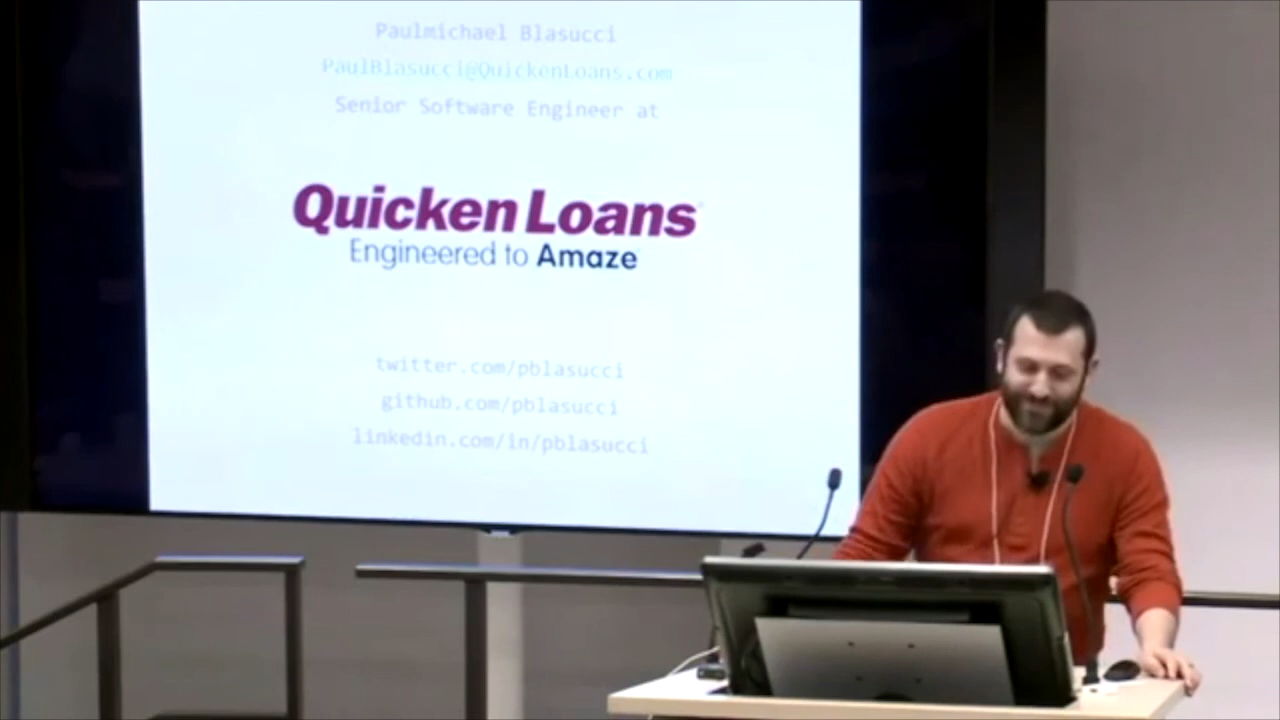 Paulmichael Blasucci
PaulBlasucci@QuickenLoans.com
Senior Software Engineer at
Quicken Loans
Engineered to Amaze
twitter.com/pblasucci
github.com/pblasucci
linkedin.com/in/pblasucci